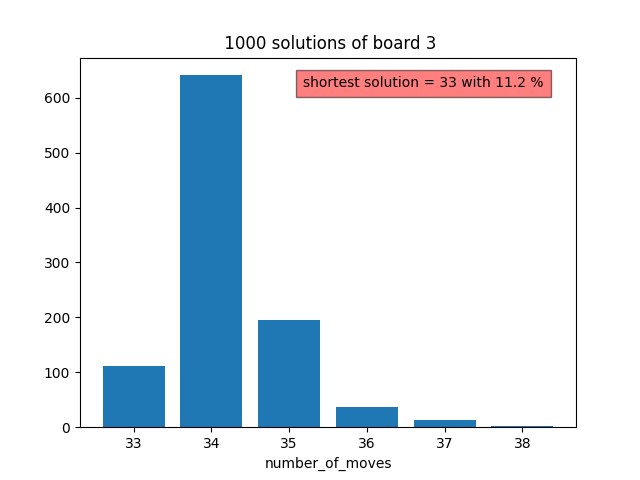 1000 solutions of board 3
shortest solution = 33 with 11.2 %
600
500
400
300
200
100
0
33 34 35 36 37 38
number_of_moves